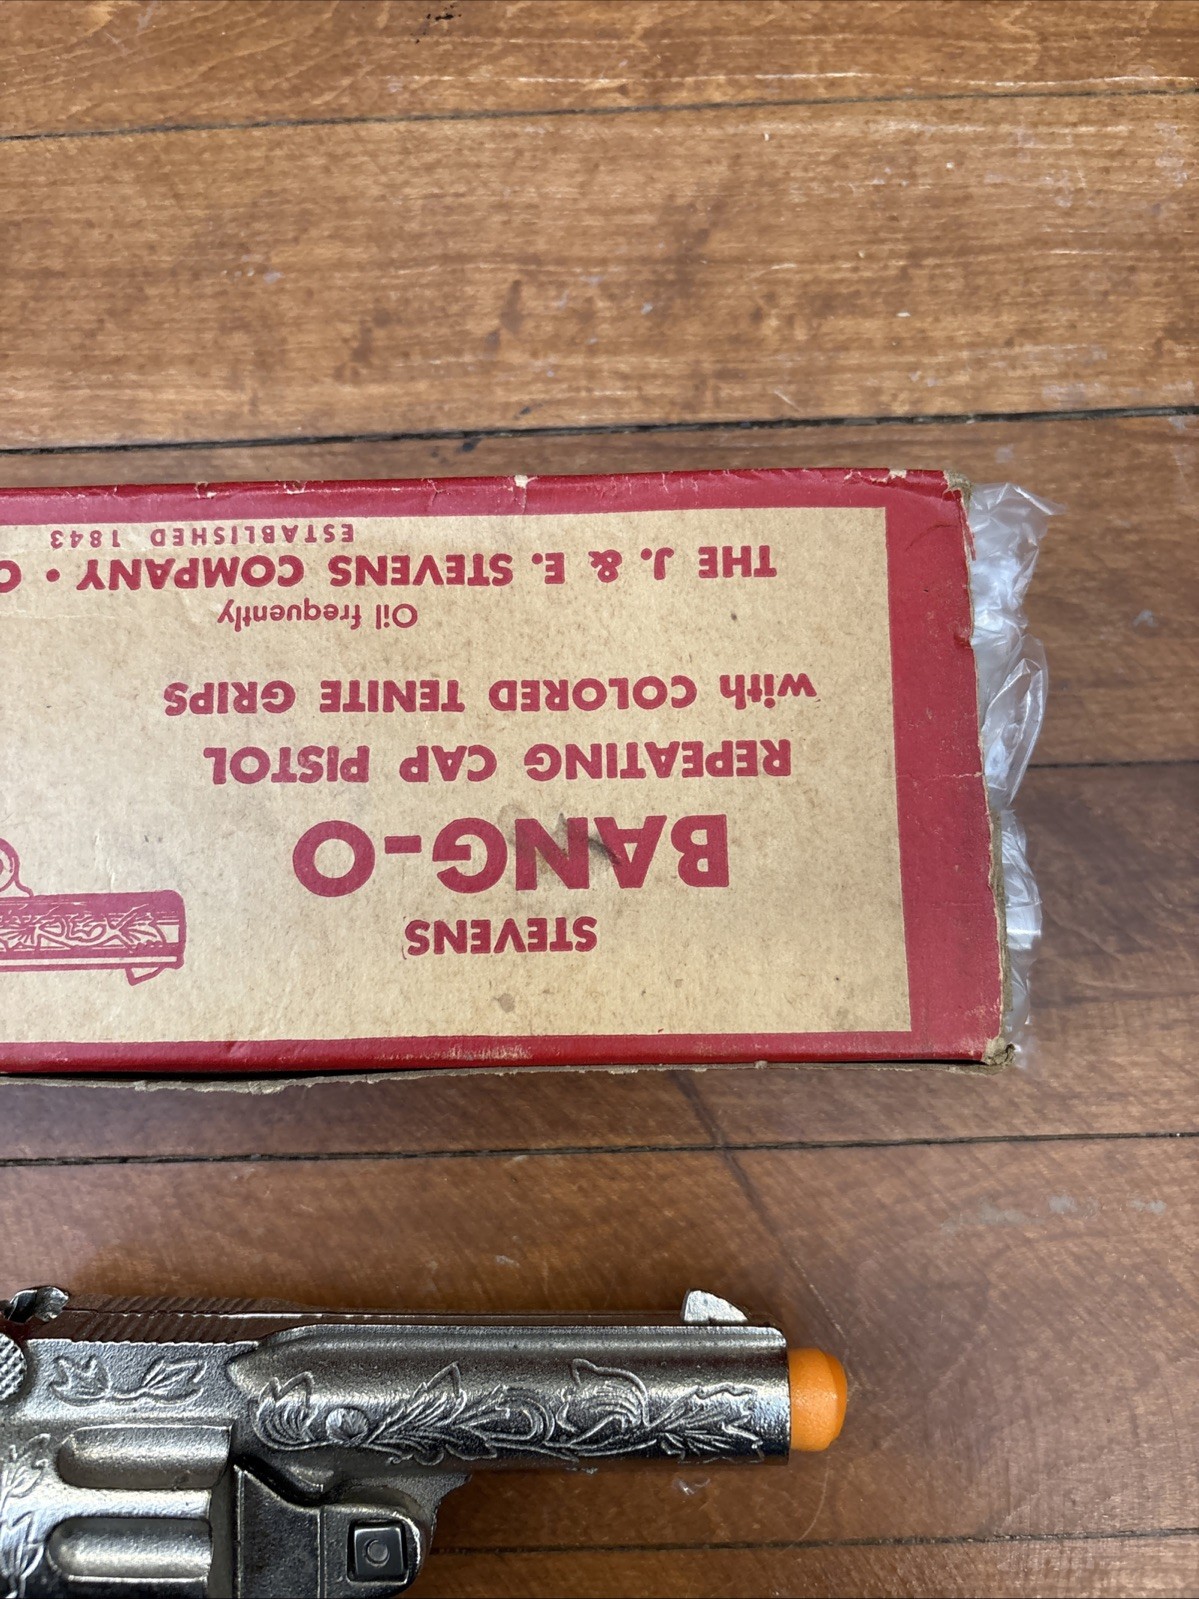 STEVENS
BANG-O
REPEATING CAP PISTOL
with COLORED TENITE GRIPS
Oil frequently
THE J. & E. STEVENS COMPANY •
ESTABLISHED 1843